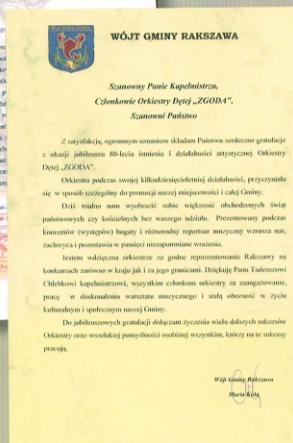 RAKSZAWA
WÓJT GMINY RAKSZAWA
Szanowny Panie Kapelmistrzu,
Członkowie Orkiestry Dętej „ZGODA”,
Szanowni Państwo
Z satysfakcją, ogromnym uznaniem składam Państwu serdeczne gratulacje
z okazji jubileuszu 80-lecia istnienia i działalności artystycznej Orkiestry
Dętej „ZGODA”.
Orkiestra podczas swojej kilkudziesięcioletniej działalności, przyczyniała
się w sposób szczególny do promocji naszej miejscowości i całej Gminy.
Dziś trudno nam wyobrazić sobie większość obchodzonych świąt
państwowych czy kościelnych bez waszego udziału. Prezentowany podczas
koncertów (występów) bogaty i różnorodny repertuar muzyczny wzrusza nas,
zachwyca i pozostawia w pamięci niezapomniane wrażenia.
Jestem wdzięczna orkiestrze za godne reprezentowanie Rakszawy na
konkursach zarówno w kraju jak i za jego granicami. Dziękuję Panu Tadeuszowi
Chlebkowi kapelmistrzowi, wszystkim członkom orkiestry za zaangażowanie,
pracę w doskonaleniu warsztatu muzycznego i stałą obecność w życiu
kulturalnym i społecznym naszej Gminy.
Do jubileuszowych gratulacji dołączam życzenia wielu dalszych sukcesów
Orkiestry oraz wszelakiej pomyślności osobistej wszystkim, którzy na te sukcesy
pracują.
Wójt Gminy Rakszawa
Maria Kula